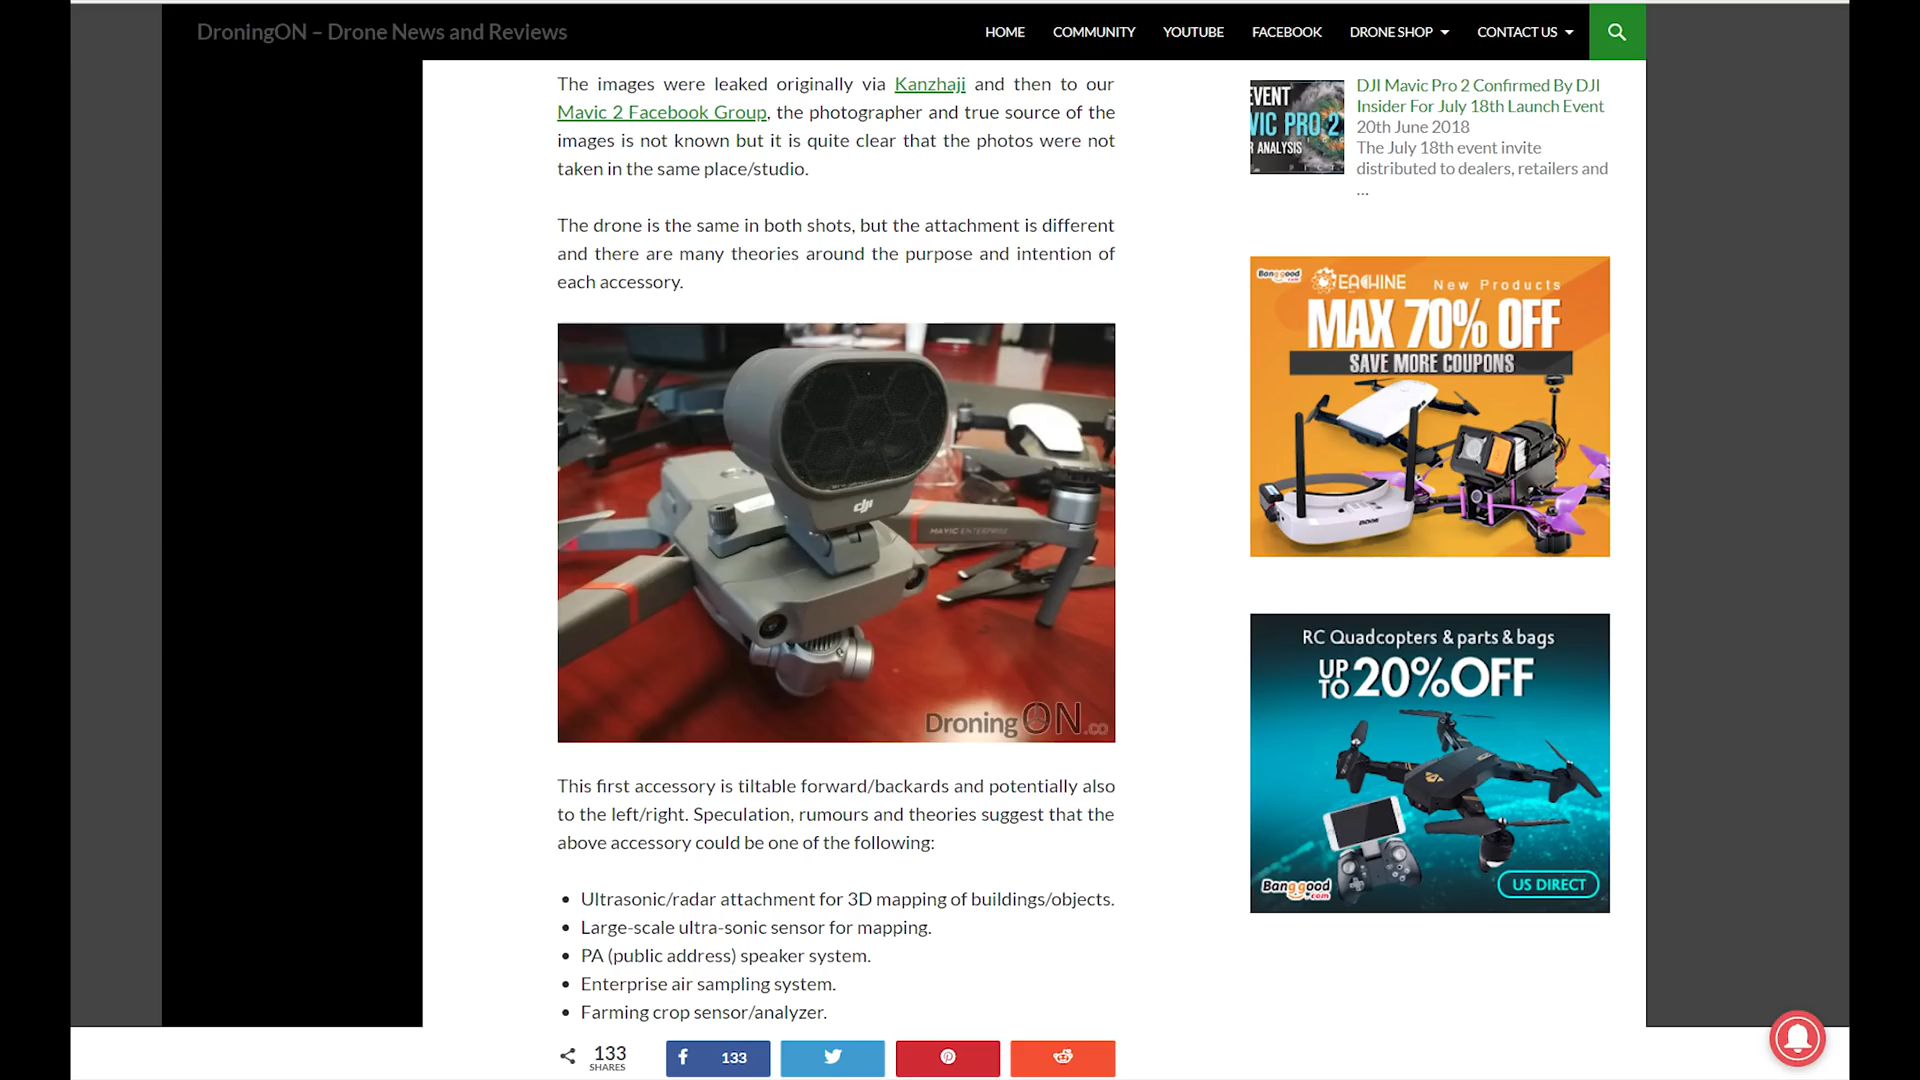 DroningON – Drone News and Reviews
HOME
COMMUNITY
YOUTUBE
FACEBOOK
DRONE SHOP
CONTACT US
The images were leaked originally via Kanzhaji and then to our
Mavic 2 Facebook Group, the photographer and true source of the
images is not known but it is quite clear that the photos were not
taken in the same place/studio.
The drone is the same in both shots, but the attachment is different
and there are many theories around the purpose and intention of
each accessory.
dji
MAVIC ENTERPRISE
DroningON.co
This first accessory is tiltable forward/backards and potentially also
to the left/right. Speculation, rumours and theories suggest that the
above accessory could be one of the following:
• Ultrasonic/radar attachment for 3D mapping of buildings/objects.
• Large-scale ultra-sonic sensor for mapping.
• PA (public address) speaker system.
• Enterprise air sampling system.
• Farming crop sensor/analyzer.
133
SHARES
133
EVENT
VIC PRO 2
R ANALYSIS
DJI Mavic Pro 2 Confirmed By DJI
Insider For July 18th Launch Event
20th June 2018
The July 18th event invite
distributed to dealers, retailers and
...
Banggood.com
EACHINE New Products
MAX 70% OFF
SAVE MORE COUPONS
RC Quadcopters & parts & bags
UP TO 20%OFF
Banggood.com
US DIRECT